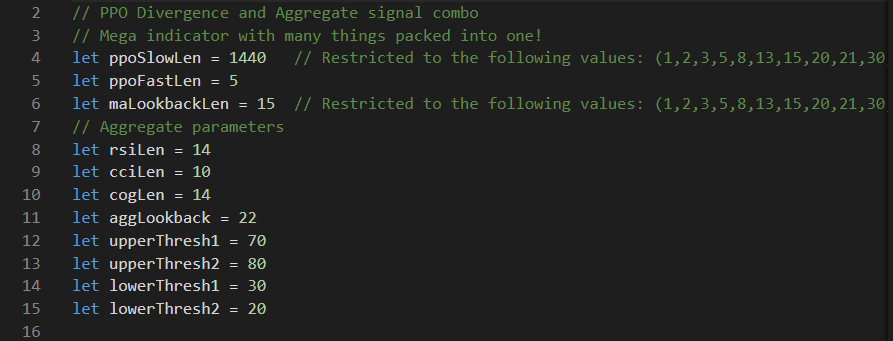 2 // PPO Divergence and Aggregate signal combo
3 // Mega indicator with many things packed into one!
4 let ppoSlowLen = 1440 // Restricted to the following values: (1,2,3,5,8,13,15,20,21,30
5 let ppoFastLen = 5
6 let maLookbackLen = 15 // Restricted to the following values: (1,2,3,5,8,13,15,20,21,30
7 // Aggregate parameters
8 let rsiLen = 14
9 let cciLen = 10
10 let cogLen = 14
11 let aggLookback = 22
12 let upperThresh1 = 70
13 let upperThresh2 = 80
14 let lowerThresh1 = 30
15 let lowerThresh2 = 20
16